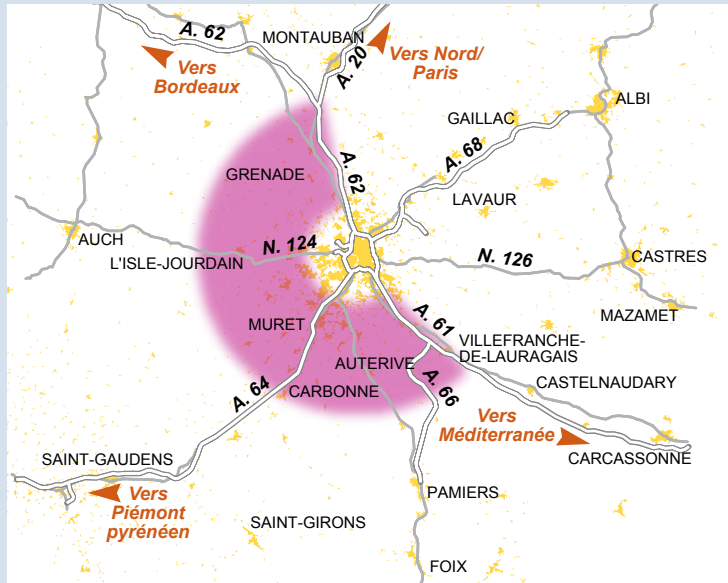 A. 62
MONTAUBAN
A. 20
Vers Nord/
Paris
Vers
Bordeaux
ALBI
GAILLAC
A. 68
GRENADE
A. 62
LAVAUR
AUCH
N. 124
L'ISLE-JOURDAIN
N. 126
CASTRES
MAZAMET
MURET
A. 61
VILLEFRANCHE-
DE-LAURAGAIS
AUTERIVE
A. 66
CASTELNAUDARY
CARBONNE
A. 64
Vers
Méditerranée
CARCASSONNE
SAINT-GAUDENS
Vers
Piémont
pyrénéen
PAMIERS
SAINT-GIRONS
FOIX